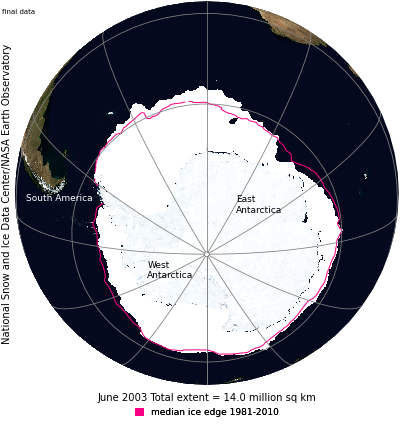 final data
National Snow and Ice Data Center/NASA Earth Observatory
South America
East
Antarctica
West
Antarctica
June 2003 Total extent = 14.0 million sq km
median ice edge 1981-2010